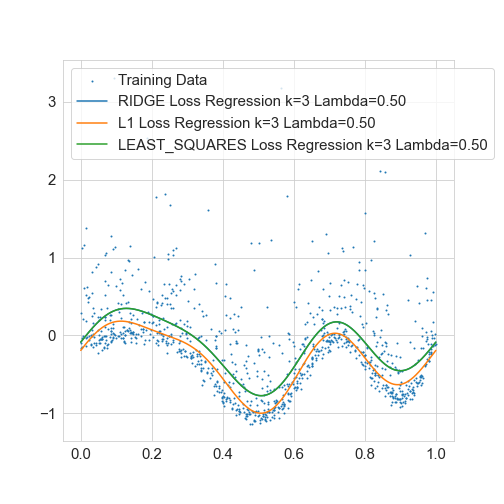 Training Data
RIDGE Loss Regression k=3 Lambda=0.50
L1 Loss Regression k=3 Lambda=0.50
LEAST_SQUARES Loss Regression k=3 Lambda=0.50
3
2
1
0
−1
0.0 0.2 0.4 0.6 0.8 1.0